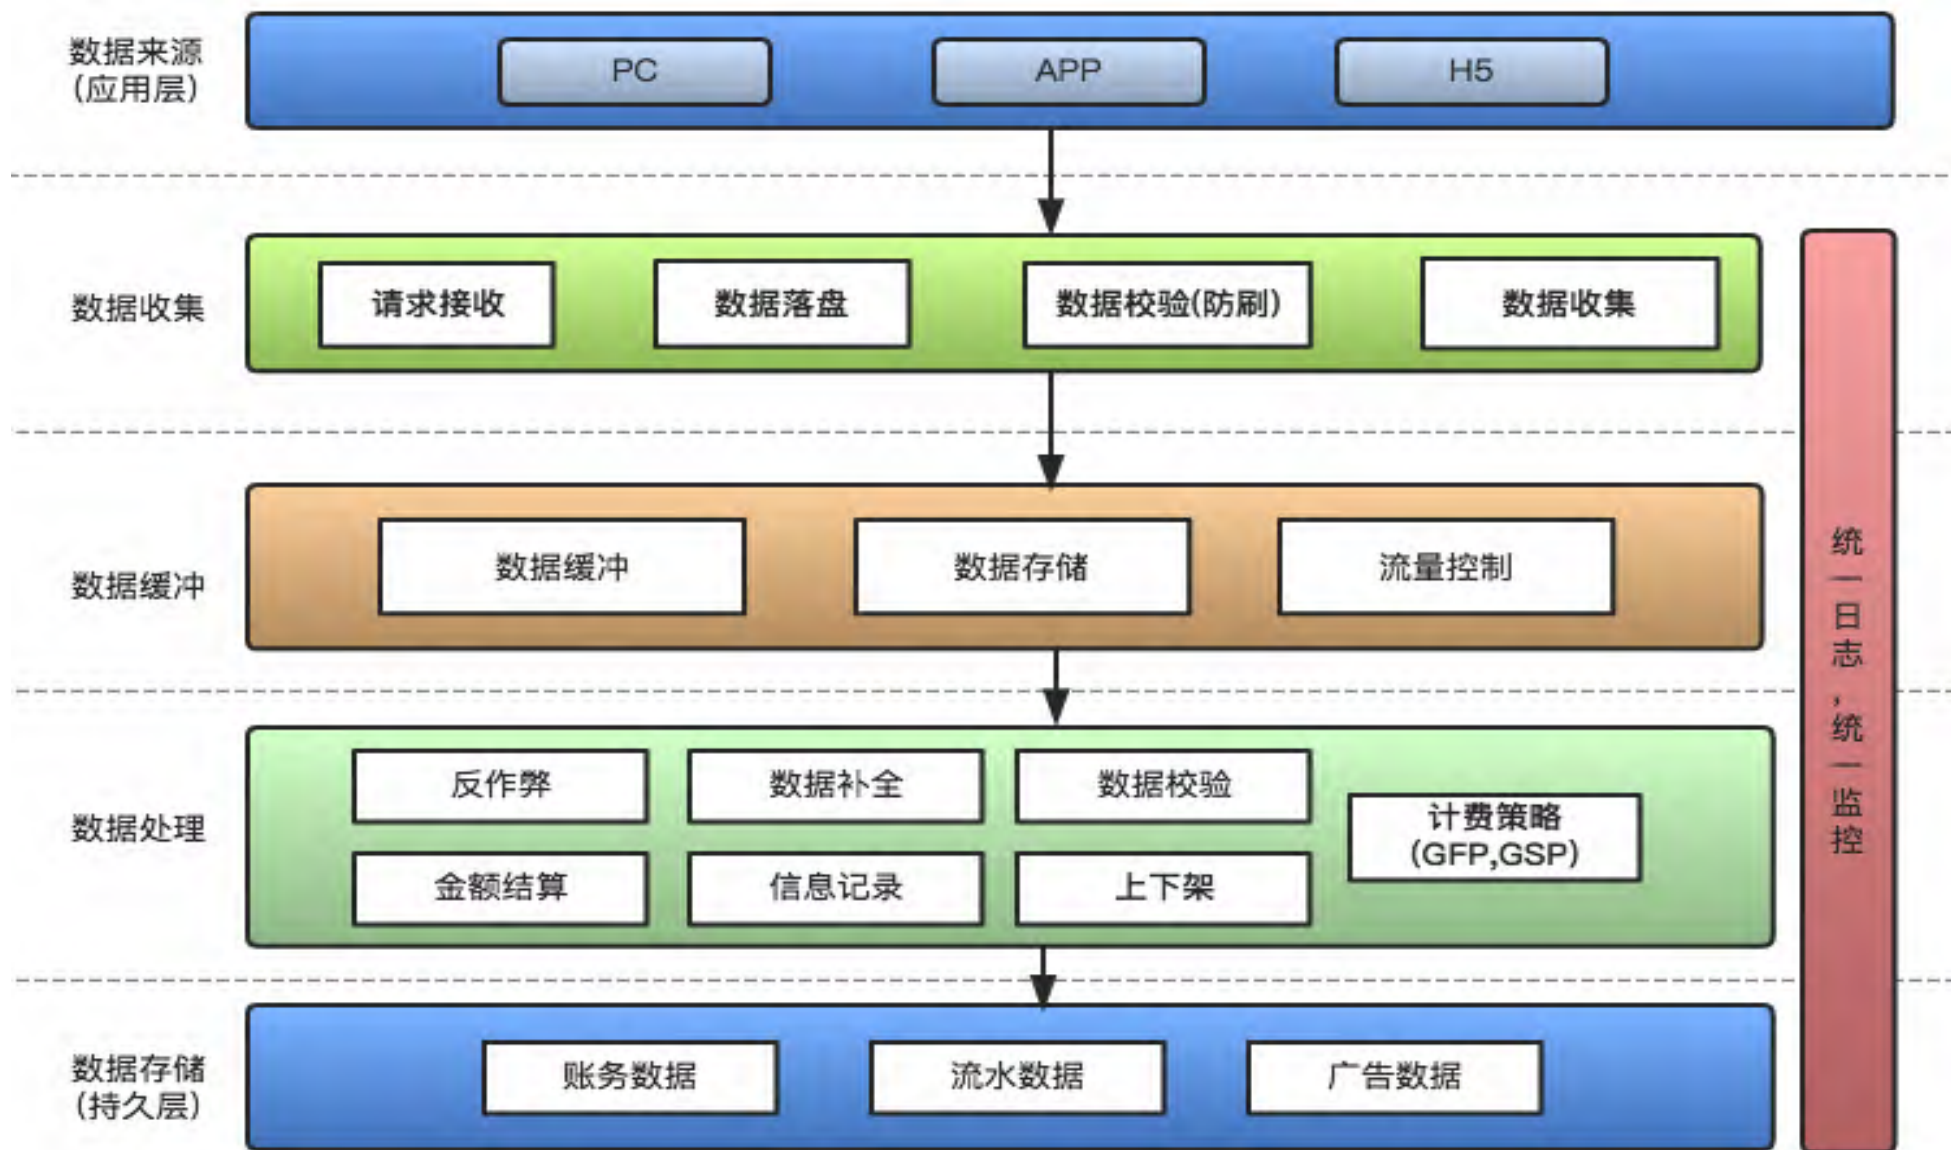 数据来源
(应用层)
PC
APP
H5
数据收集
请求接收
数据落盘
数据校验(防刷)
数据收集
数据缓冲
数据缓冲
数据存储
流量控制
数据处理
反作弊
数据补全
数据校验
计费策略
(GFP,GSP)
金额结算
信息记录
上下架
数据存储
(持久层)
账务数据
流水数据
广告数据
统一日志,统一监控